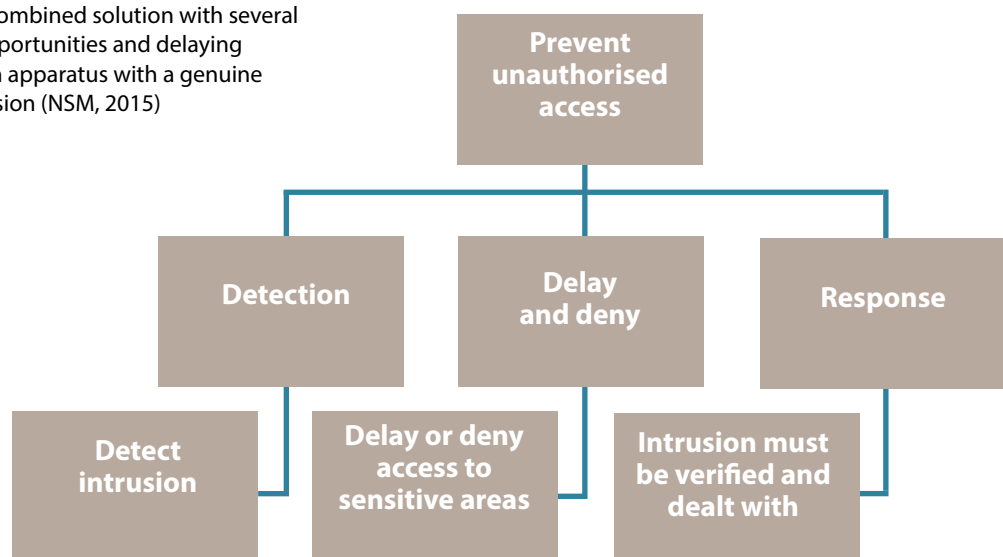 ombined solution with several
portunities and delaying
apparatus with a genuine
sion (NSM, 2015)
Prevent
unauthorised
access
Detection
Delay
and deny
Response
Detect
intrusion
Delay or deny
access to
sensitive areas
Intrusion must
be verified and
dealt with